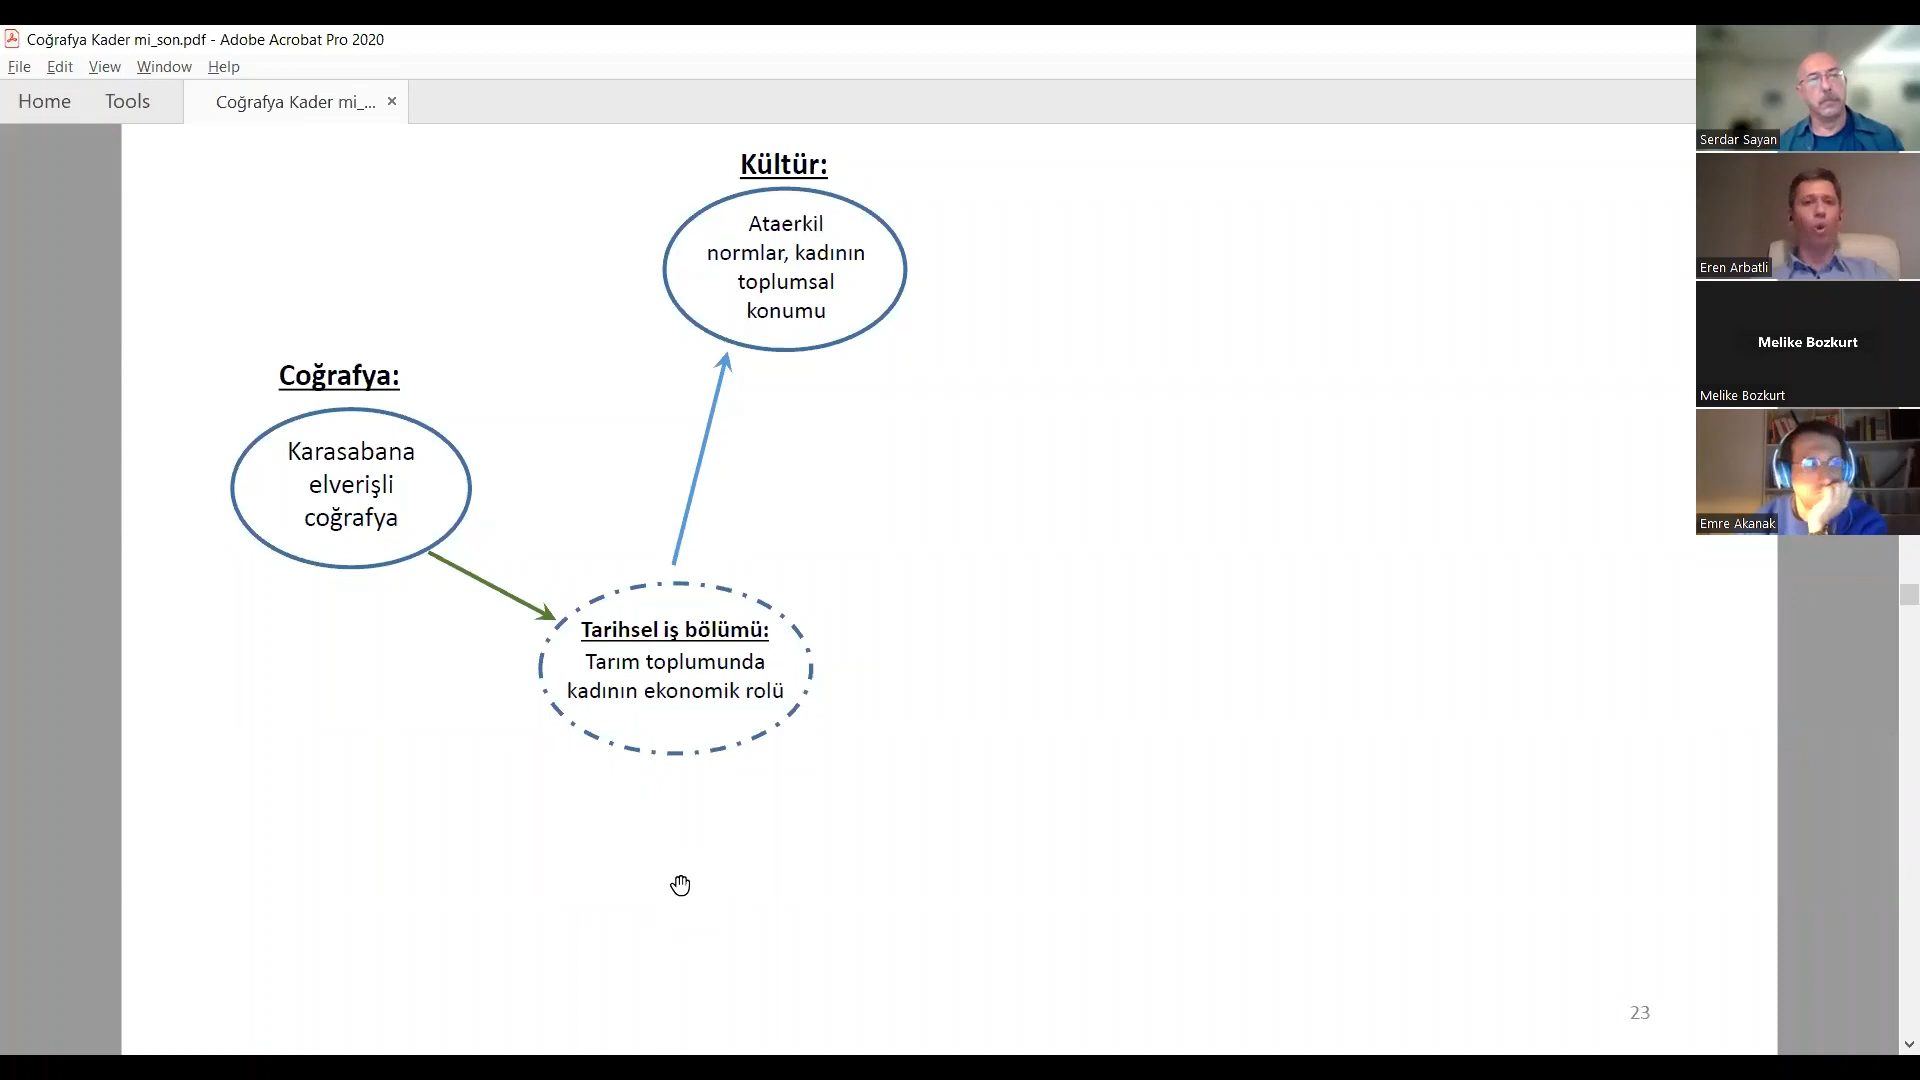 Coğrafya Kader mi_son.pdf - Adobe Acrobat Pro 2020
File Edit View Window Help
Home Tools Coğrafya Kader mi_... ×
Kültür:
Ataerkil
normlar, kadının
toplumsal
konumu
Coğrafya:
Karasabana
elverişli
coğrafya
Tarihsel iş bölümü:
Tarım toplumunda
kadının ekonomik rolü
23
Serdar Sayan
Eren Arbatli
Melike Bozkurt
Melike Bozkurt
Emre Akanak